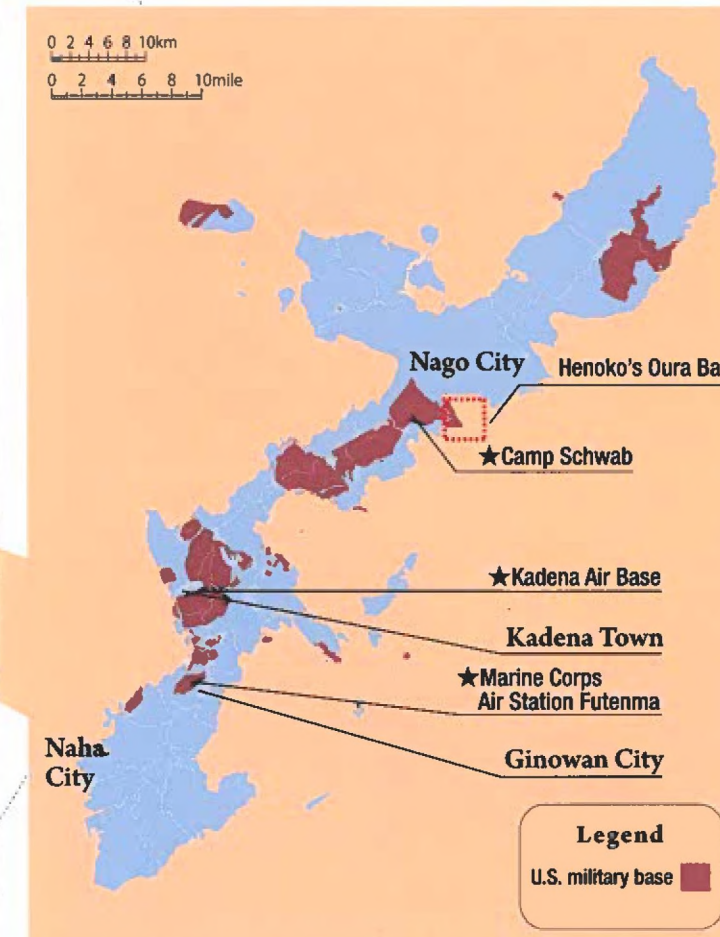 0 2 4 6 8 10km
0 2 4 6 8 10mile
Nago City
Henoko's Oura Ba
★Camp Schwab
★Kadena Air Base
Kadena Town
★Marine Corps
Air Station Futenma
Ginowan City
Naha
City
Legend
U.S. military base